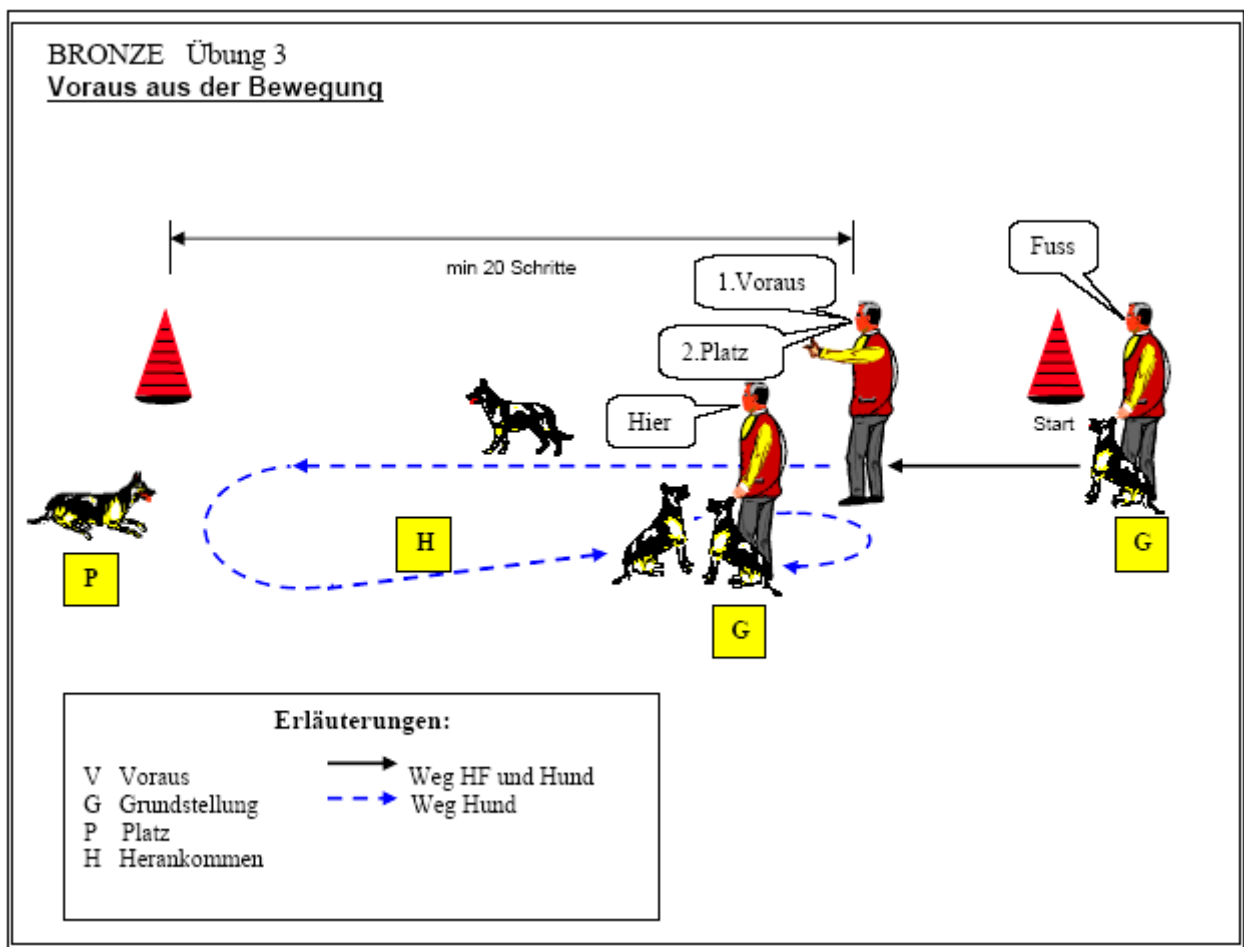 BRONZE Übung 3
Voraus aus der Bewegung
min 20 Schritte
Fuss
1.Voraus
2.Platz
Hier
Start
H
G
P
G
Erläuterungen:
V Voraus
G Grundstellung
P Platz
H Herankommen
Weg HF und Hund
Weg Hund